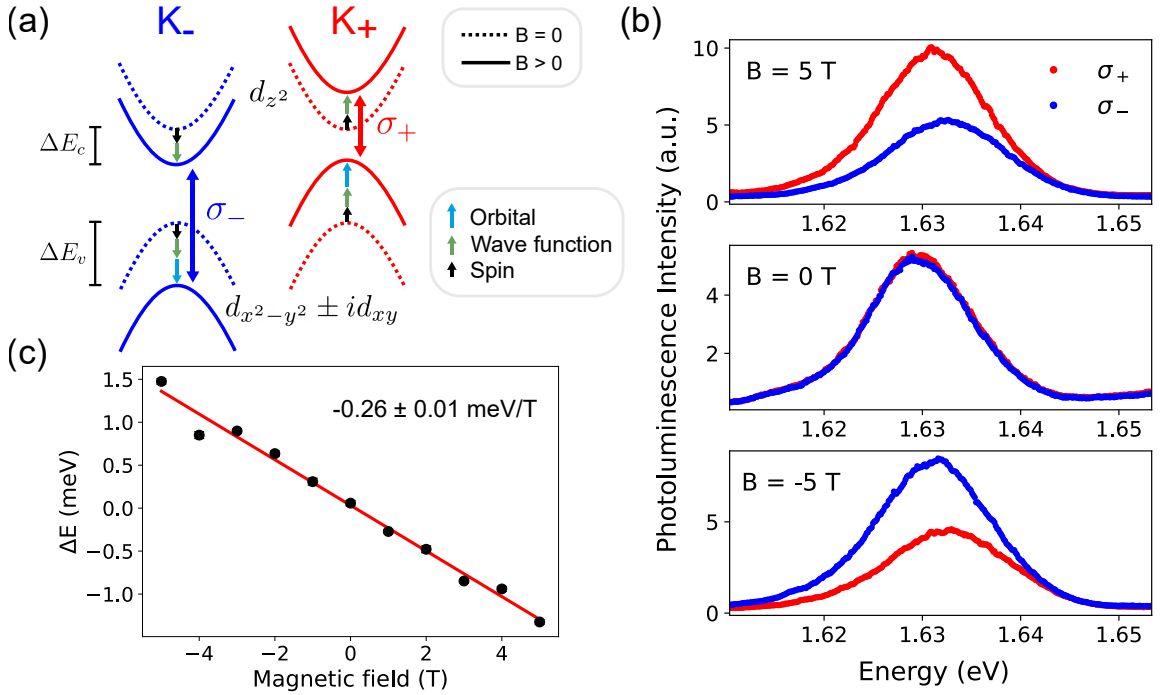 (a)
K₋
K₊
B = 0
B > 0
d_{z²}
ΔE_c
σ₊
σ₋
ΔE_v
Orbital
Wave function
Spin
d_{x²−y²} ± id_{xy}
(b)
Photoluminescence Intensity (a.u.)
B = 5 T
σ₊
σ₋
10
5
0
1.62 1.63 1.64 1.65
B = 0 T
4
2
1.62 1.63 1.64 1.65
B = -5 T
5
0
1.62 1.63 1.64 1.65
Energy (eV)
(c)
-0.26 ± 0.01 meV/T
ΔE (meV)
1.5
1.0
0.5
0.0
−0.5
−1.0
−4 −2 0 2 4
Magnetic field (T)